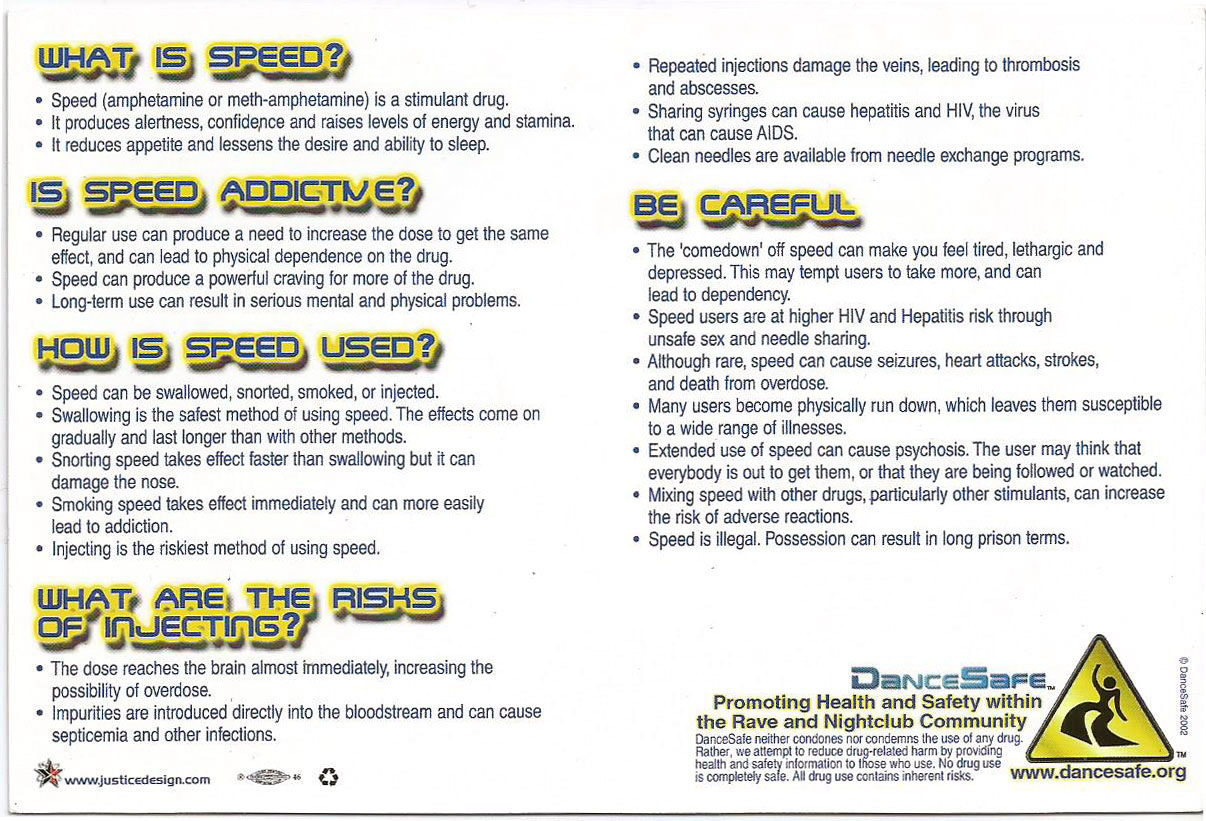 WHAT IS SPEED?
• Speed (amphetamine or meth-amphetamine) is a stimulant drug.
• It produces alertness, confidence and raises levels of energy and stamina.
• It reduces appetite and lessens the desire and ability to sleep.
IS SPEED ADDICTIVE?
• Regular use can produce a need to increase the dose to get the same
effect, and can lead to physical dependence on the drug.
• Speed can produce a powerful craving for more of the drug.
• Long-term use can result in serious mental and physical problems.
HOW IS SPEED USED?
• Speed can be swallowed, snorted, smoked, or injected.
• Swallowing is the safest method of using speed. The effects come on
gradually and last longer than with other methods.
• Snorting speed takes effect faster than swallowing but it can
damage the nose.
• Smoking speed takes effect immediately and can more easily
lead to addiction.
• Injecting is the riskiest method of using speed.
WHAT ARE THE RISKS
OF INJECTING?
• The dose reaches the brain almost immediately, increasing the
possibility of overdose.
• Impurities are introduced directly into the bloodstream and can cause
septicemia and other infections.
www.justicedesign.com
46
• Repeated injections damage the veins, leading to thrombosis
and abscesses.
• Sharing syringes can cause hepatitis and HIV, the virus
that can cause AIDS.
• Clean needles are available from needle exchange programs.
BE CAREFUL
• The 'comedown' off speed can make you feel tired, lethargic and
depressed. This may tempt users to take more, and can
lead to dependency.
• Speed users are at higher HIV and Hepatitis risk through
unsafe sex and needle sharing.
• Although rare, speed can cause seizures, heart attacks, strokes,
and death from overdose.
• Many users become physically run down, which leaves them susceptible
to a wide range of illnesses.
• Extended use of speed can cause psychosis. The user may think that
everybody is out to get them, or that they are being followed or watched.
• Mixing speed with other drugs, particularly other stimulants, can increase
the risk of adverse reactions.
• Speed is illegal. Possession can result in long prison terms.
DANCESAFE™
Promoting Health and Safety within
the Rave and Nightclub Community
DanceSafe neither condones nor condemns the use of any drug.
Rather, we attempt to reduce drug-related harm by providing
health and safety information to those who use. No drug use
is completely safe. All drug use contains inherent risks.
TM
www.dancesafe.org
© DanceSafe 2002